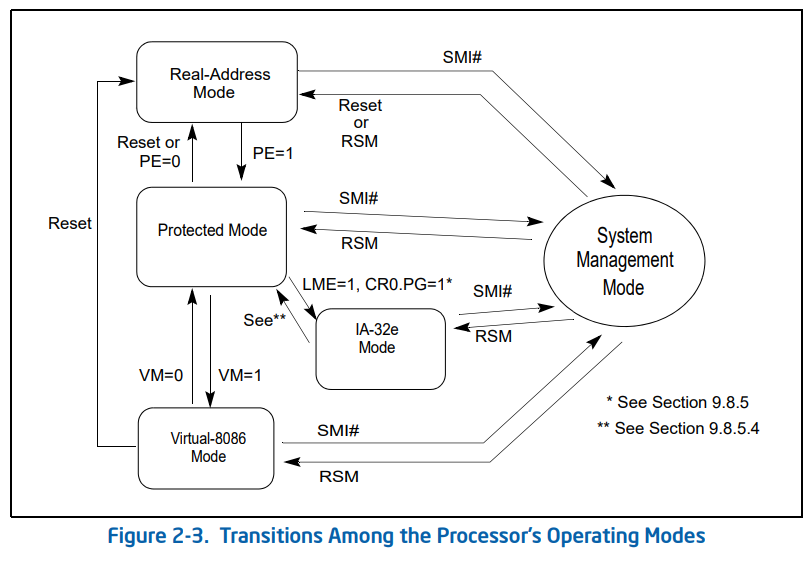 SMI#
Real-Address
Mode
Reset
or
RSM
Reset or
PE=0
PE=1
SMI#
Reset
Protected Mode
RSM
System
Management
Mode
LME=1, CR0.PG=1*
SMI#
See**
IA-32e
Mode
RSM
VM=0
VM=1
* See Section 9.8.5
** See Section 9.8.5.4
SMI#
Virtual-8086
Mode
RSM
Figure 2-3. Transitions Among the Processor's Operating Modes